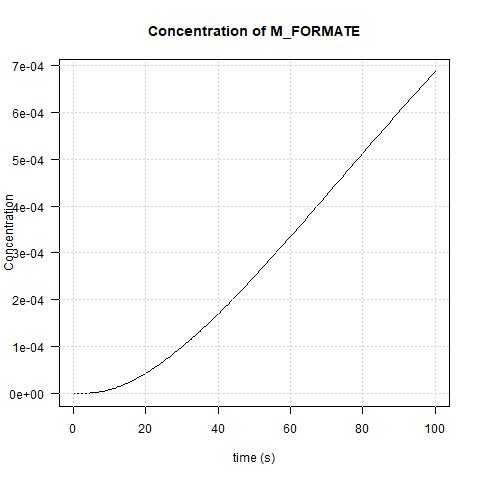 Concentration of M_FORMATE
7e-04
6e-04
5e-04
4e-04
3e-04
2e-04
1e-04
0e+00
Concentration
0 20 40 60 80 100
time (s)